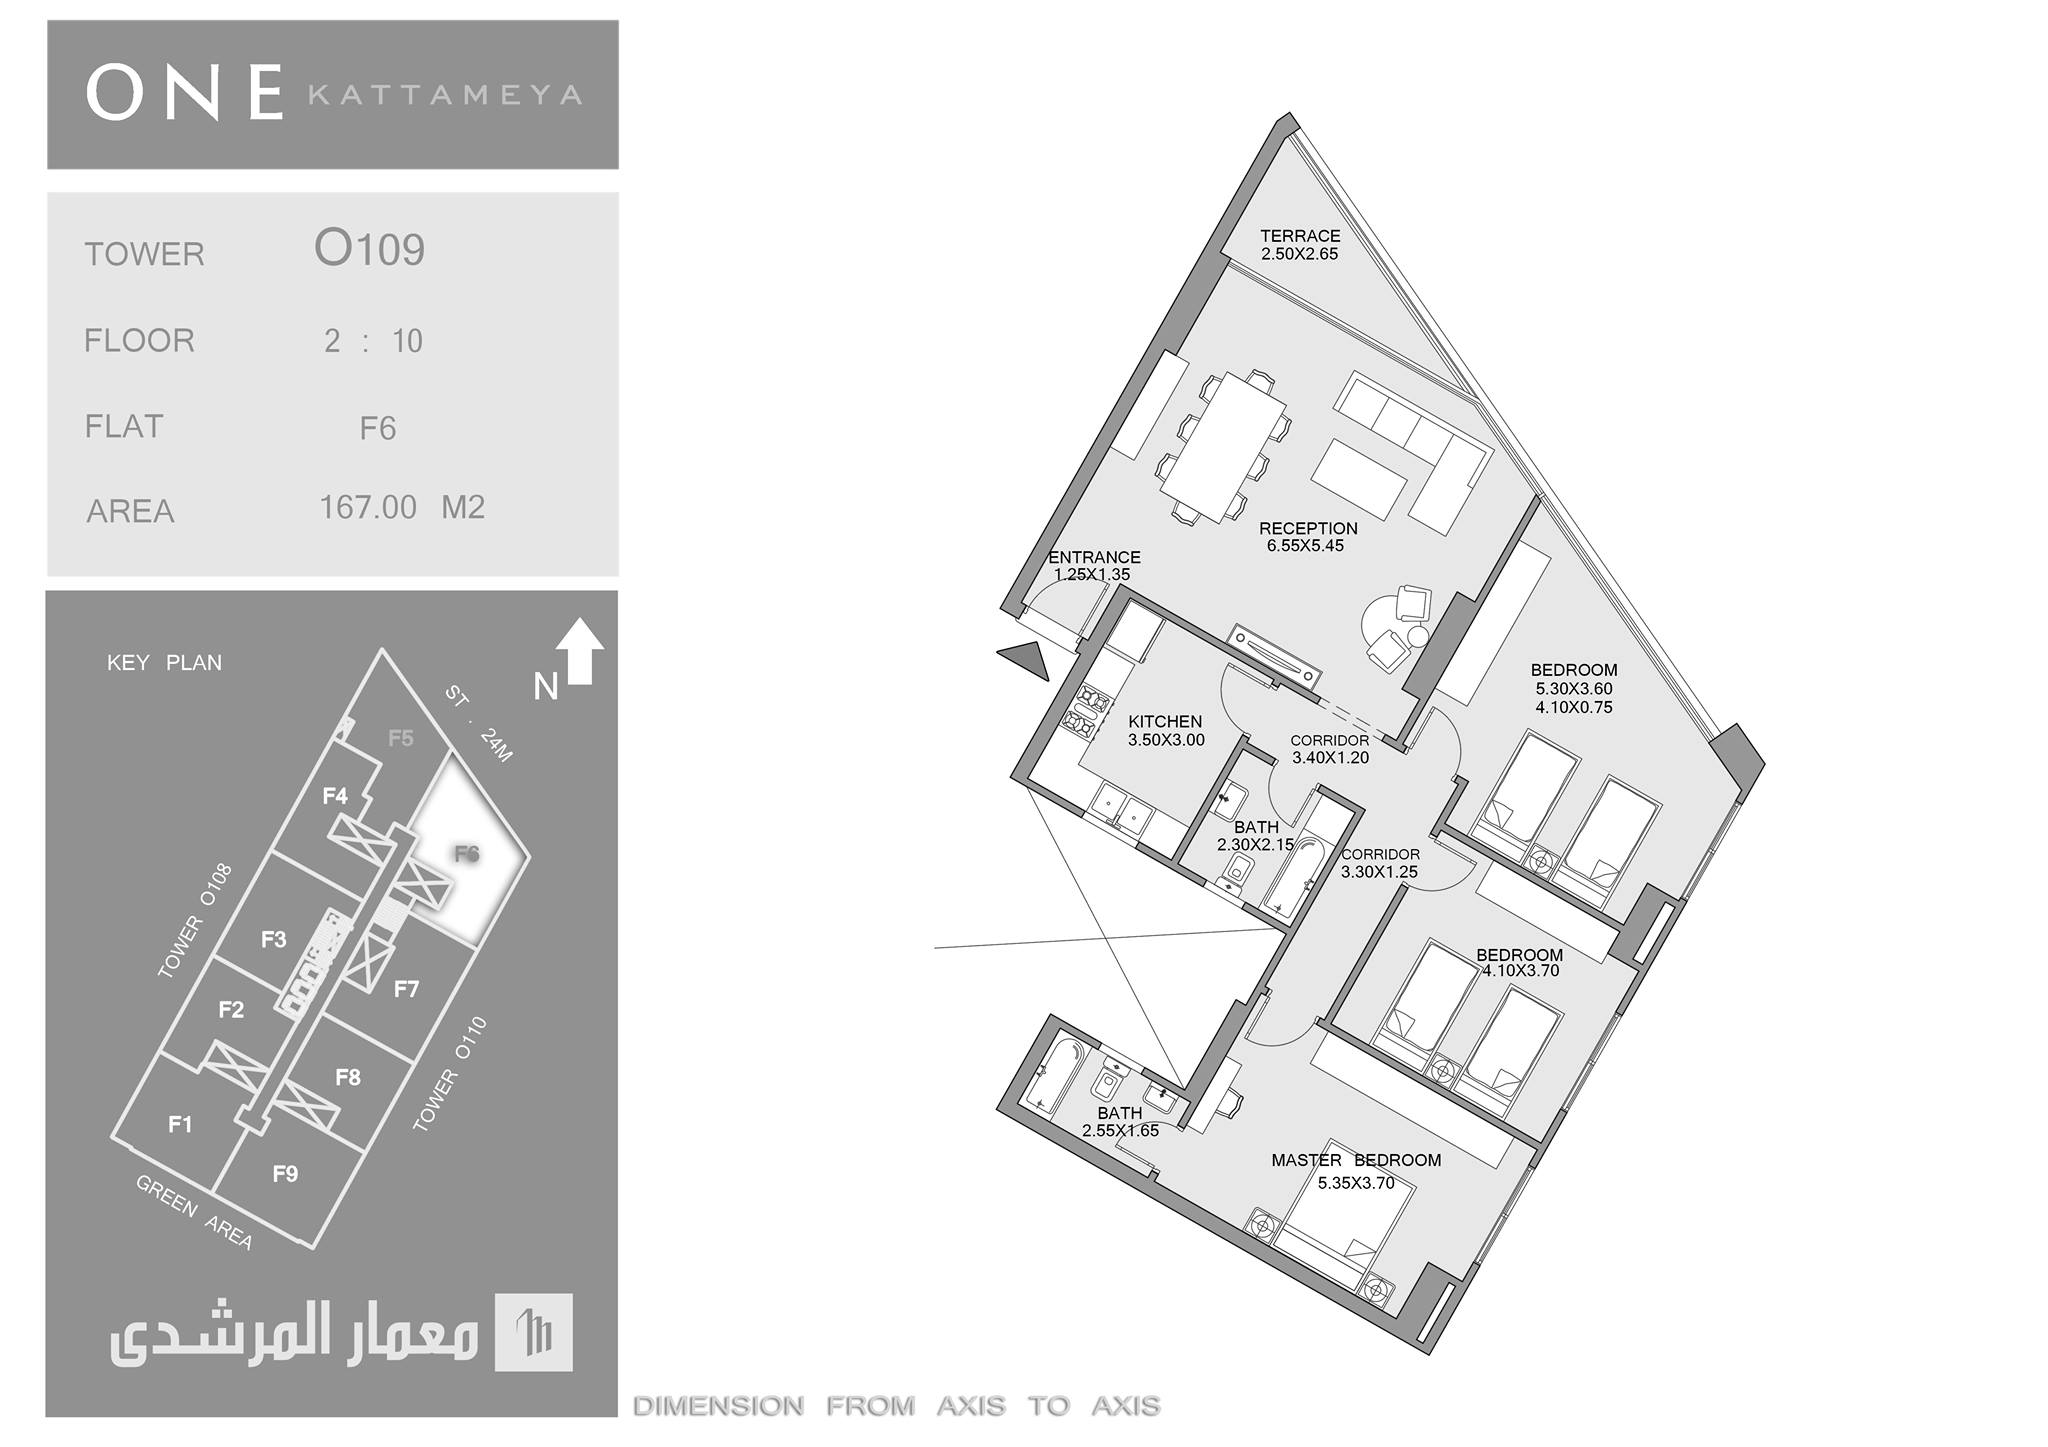 ONE KATTAMEYA
TOWER O109
FLOOR 2 : 10
FLAT F6
AREA 167.00 M2
KEY PLAN
N
ST . 24M
F5
F4
F6
TOWER O108
F3
F7
F2
TOWER O110
F8
F1
F9
GREEN AREA
معمار المرشدى
TERRACE
2.50X2.65
RECEPTION
6.55X5.45
ENTRANCE
1.25X1.35
BEDROOM
5.30X3.60
4.10X0.75
KITCHEN
3.50X3.00
CORRIDOR
3.40X1.20
BATH
2.30X2.15
CORRIDOR
3.30X1.25
BEDROOM
4.10X3.70
BATH
2.55X1.65
MASTER BEDROOM
5.35X3.70
DIMENSION FROM AXIS TO AXIS